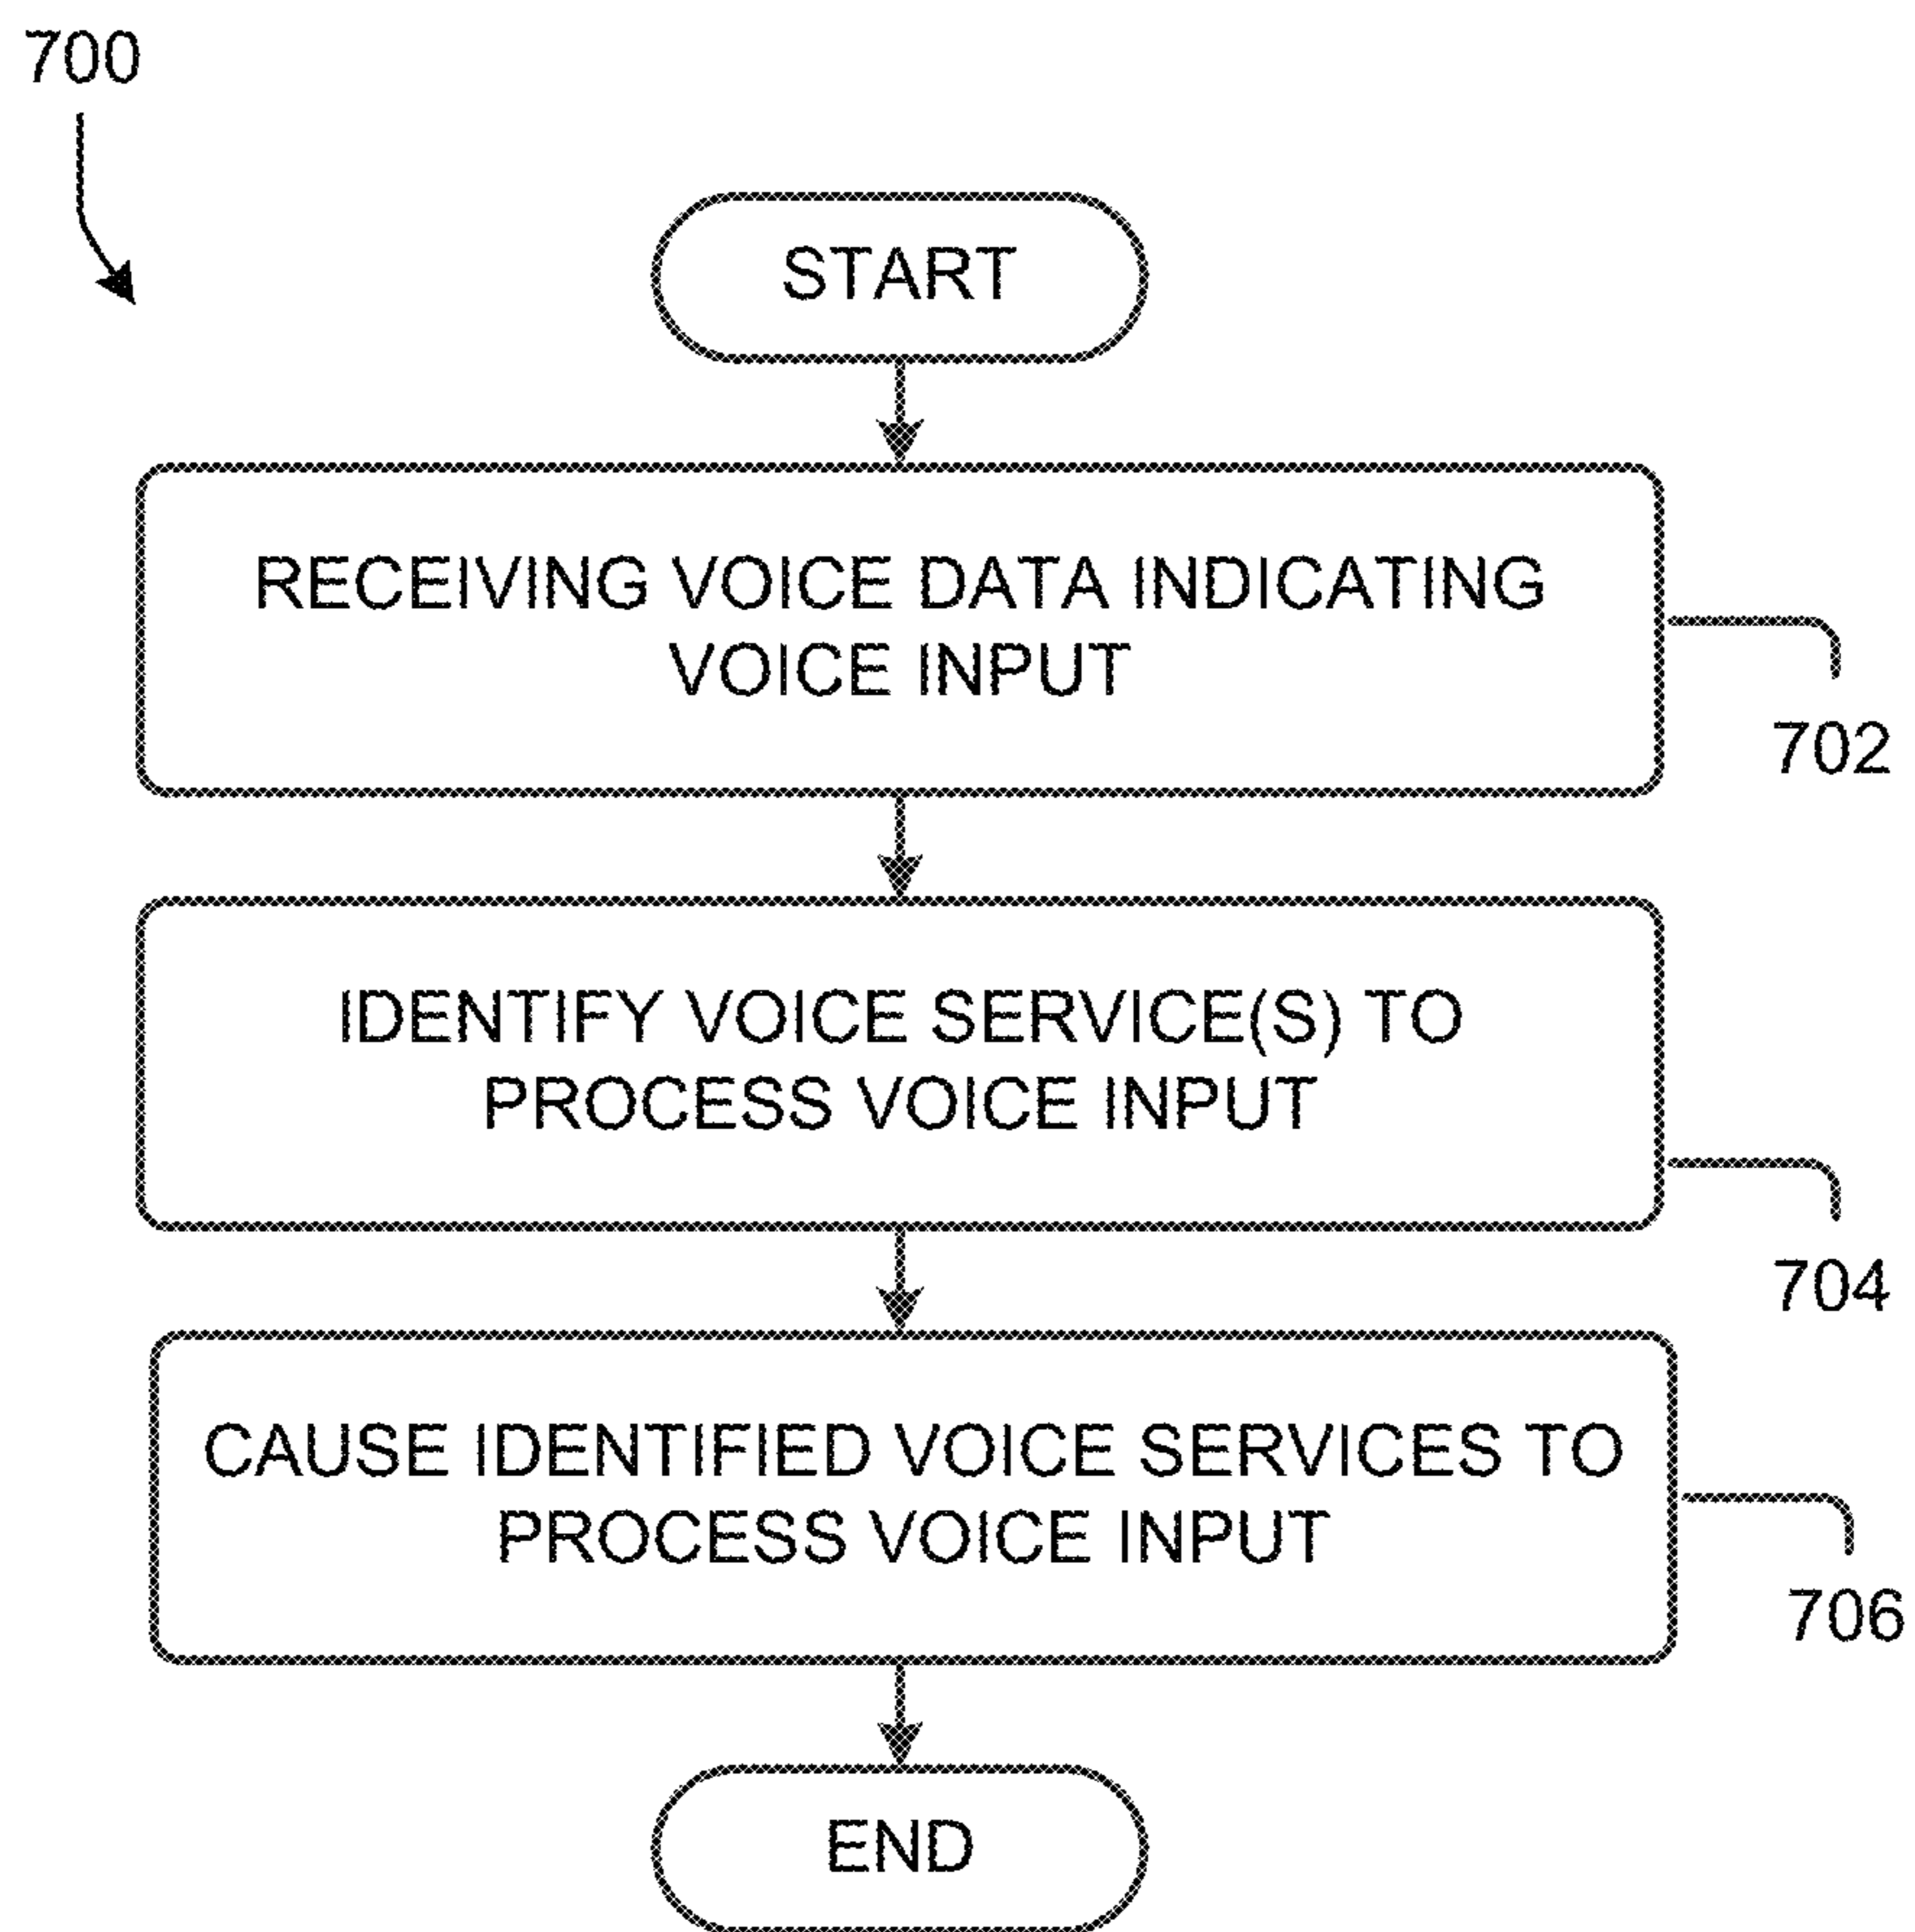 700
START
RECEIVING VOICE DATA INDICATING
VOICE INPUT
702
IDENTIFY VOICE SERVICE(S) TO
PROCESS VOICE INPUT
704
CAUSE IDENTIFIED VOICE SERVICES TO
PROCESS VOICE INPUT
706
END